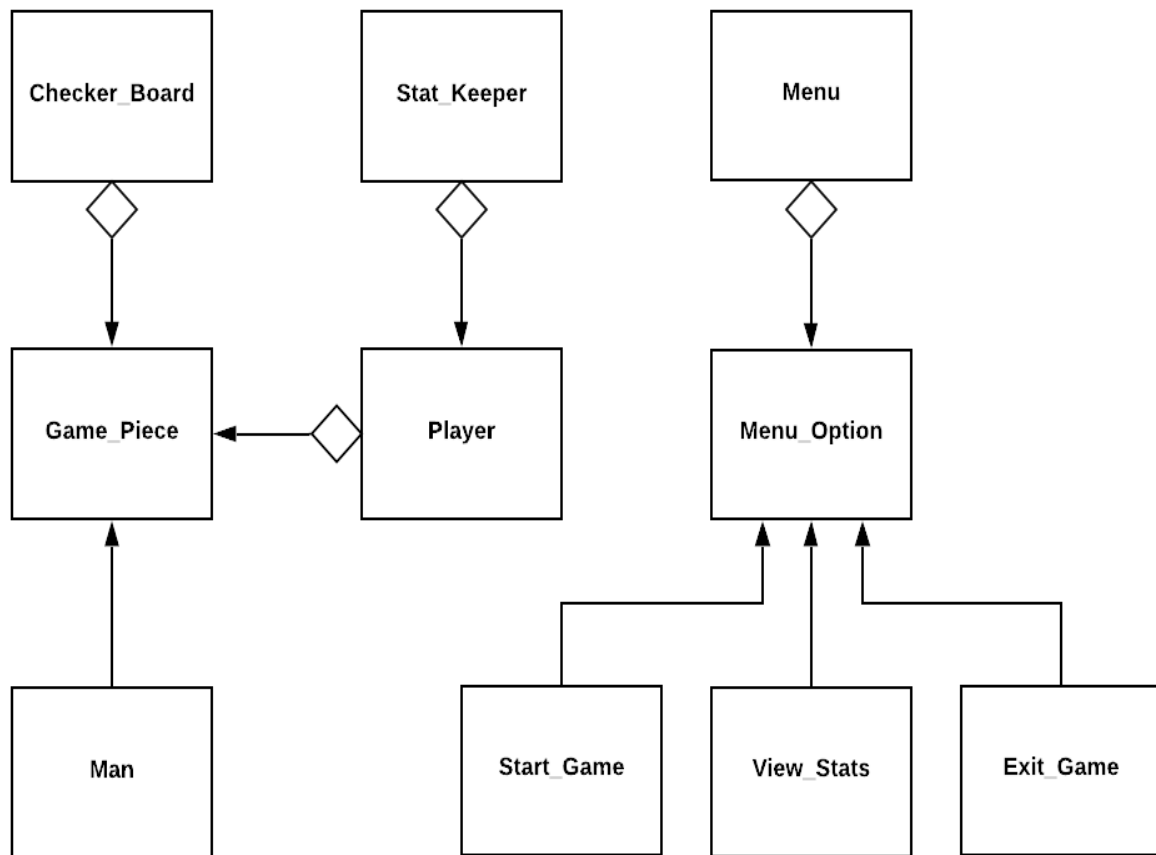 Checker_Board
Stat_Keeper
Menu
Game_Piece
Player
Menu_Option
Man
Start_Game
View_Stats
Exit_Game